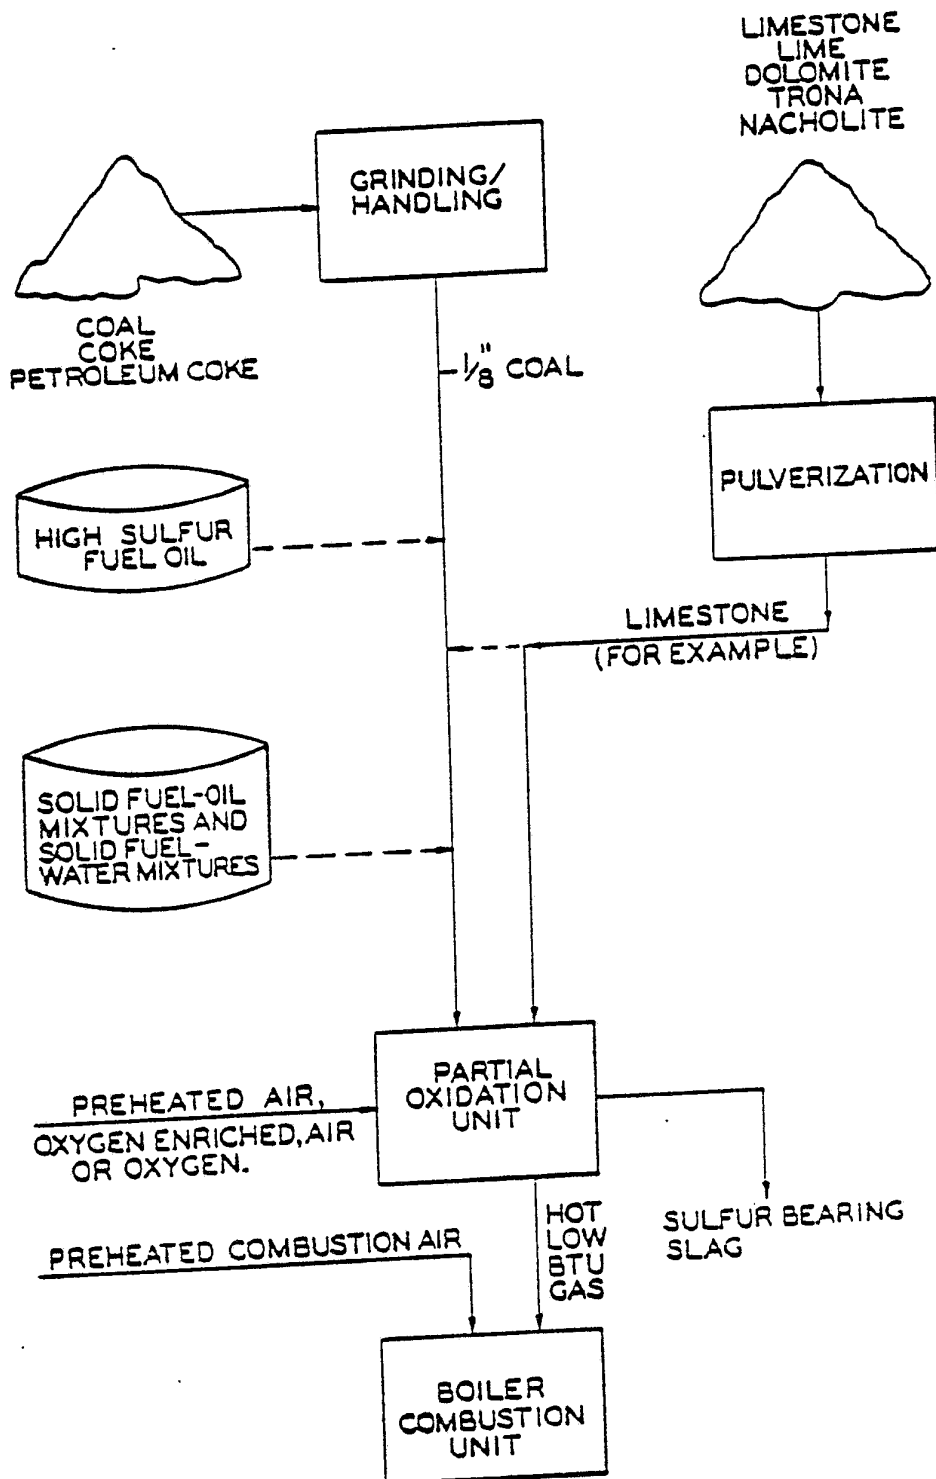 LIMESTONE
LIME
DOLOMITE
TRONA
NACHOLITE
GRINDING/
HANDLING
COAL
COKE
PETROLEUM COKE
1/8" COAL
PULVERIZATION
HIGH SULFUR
FUEL OIL
LIMESTONE
(FOR EXAMPLE)
SOLID FUEL-OIL
MIXTURES AND
SOLID FUEL-
WATER MIXTURES
PARTIAL
OXIDATION
UNIT
PREHEATED AIR,
OXYGEN ENRICHED, AIR
OR OXYGEN.
HOT
LOW
BTU
GAS
SULFUR BEARING
SLAG
PREHEATED COMBUSTION AIR
BOILER
COMBUSTION
UNIT